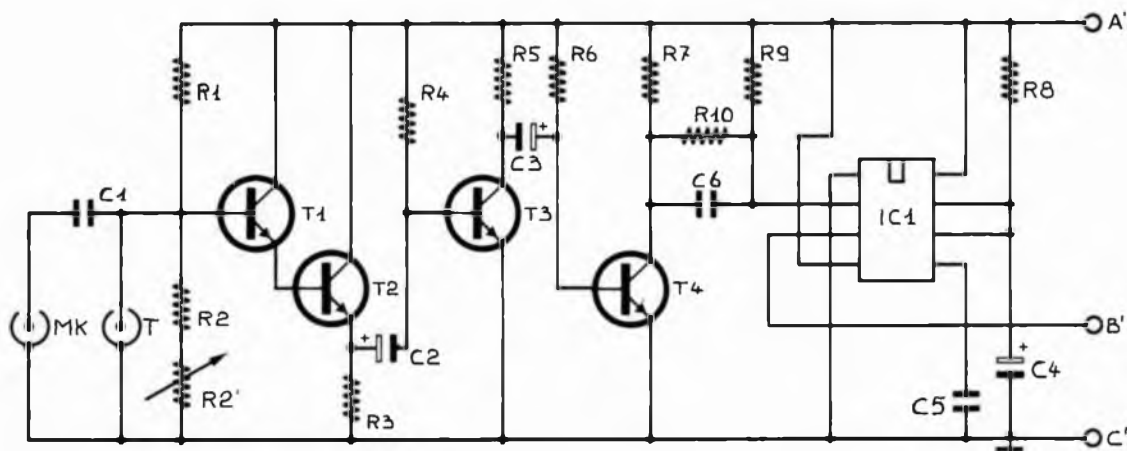 A'
R5
R6
R7
R9
R1
R4
R8
R10
C3
C1
C6
T1
T3
IC1
T2
T4
MK
T
R2
B'
C2
C4
R2'
R3
C5
C'
+
+
+